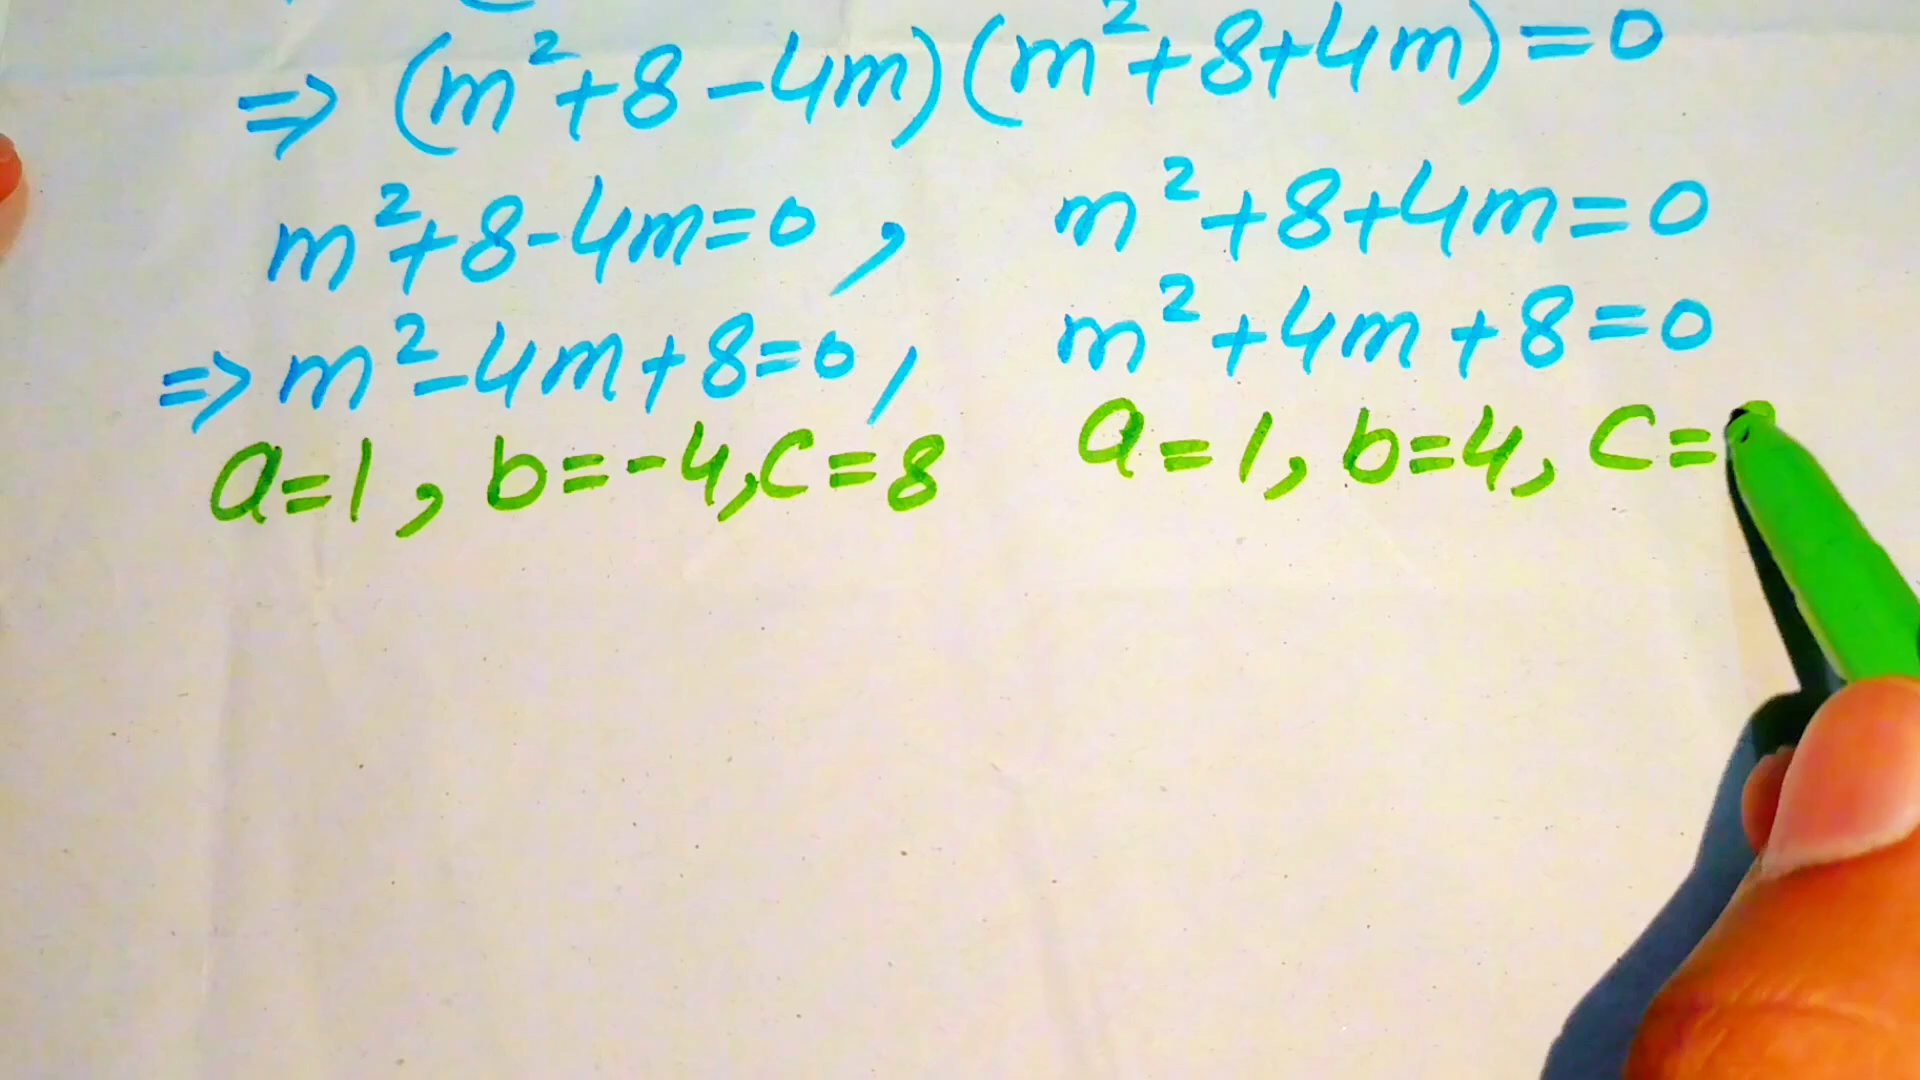 ⇒ (m²+8-4m)(m²+8+4m)=0
m²+8-4m=0, m²+8+4m=0
⇒ m²-4m+8=0, m²+4m+8=0
a=1, b=-4, c=8 a=1, b=4, c=